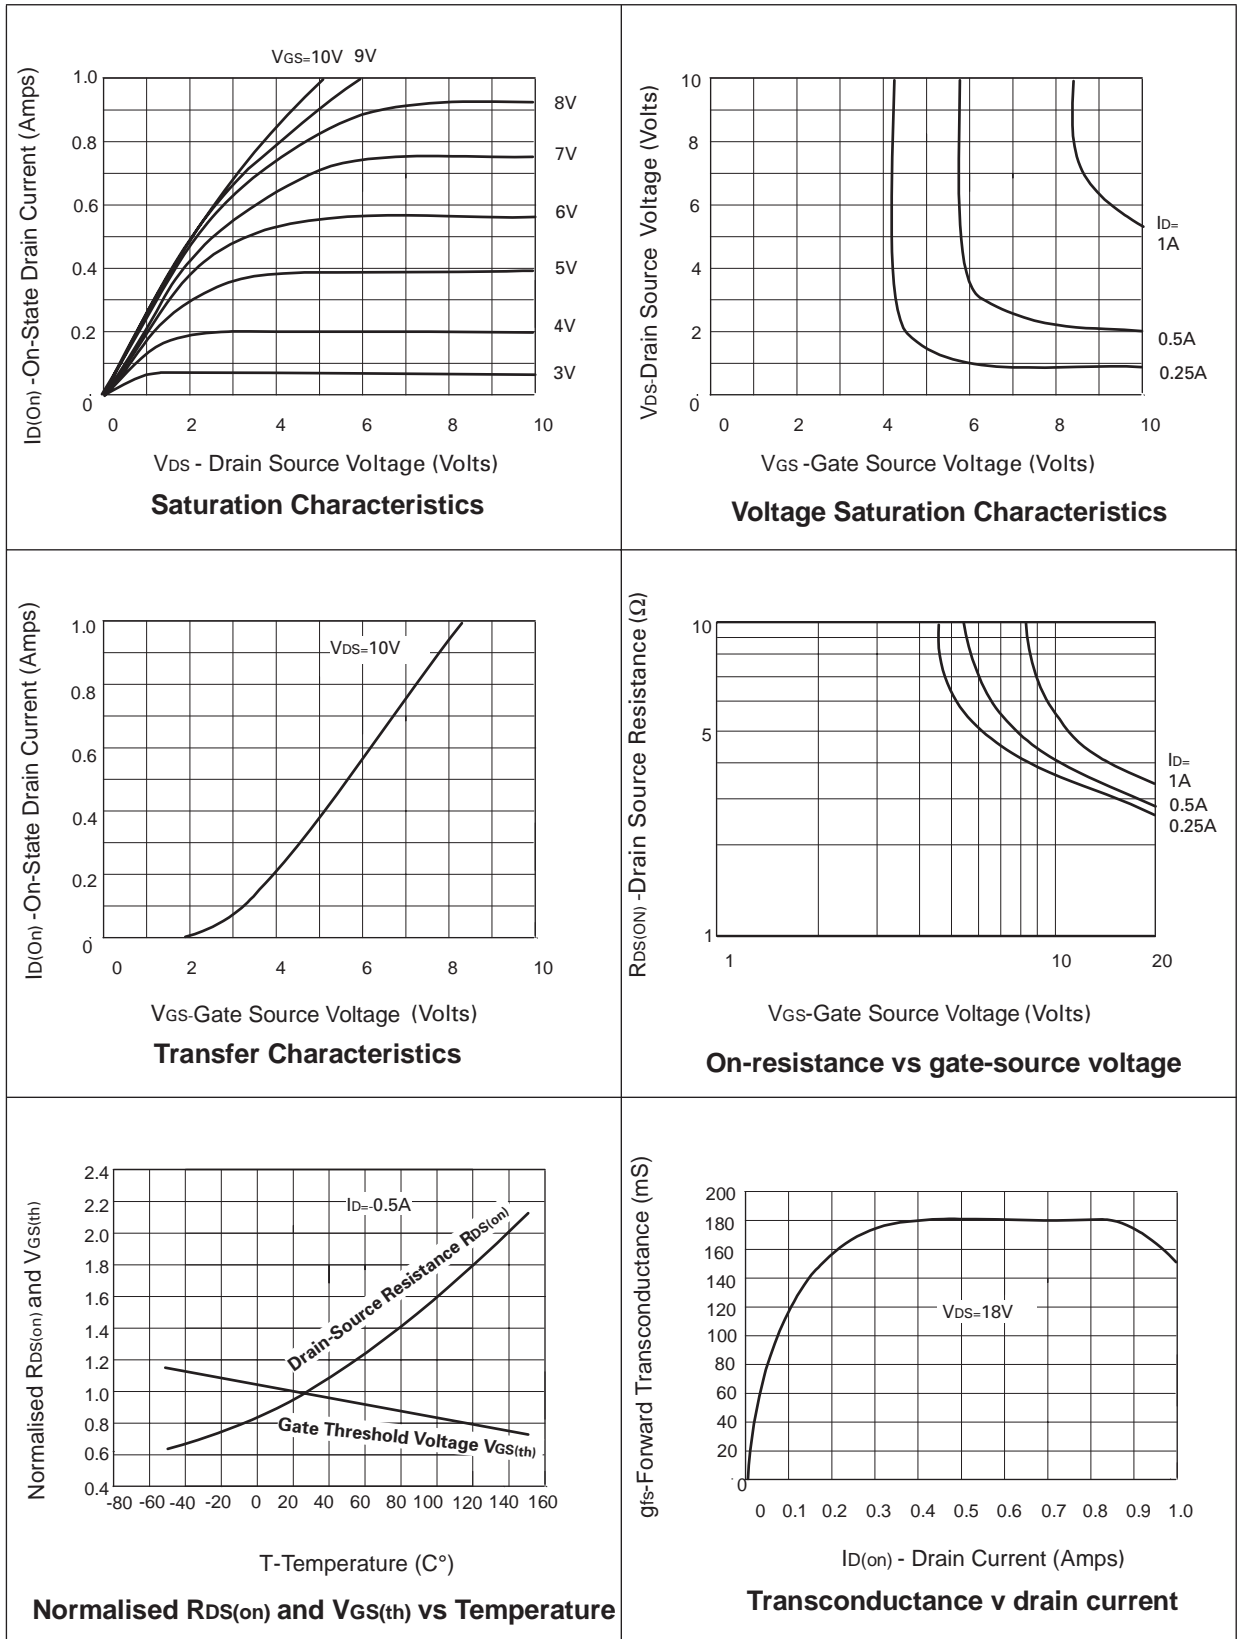 VGS=10V 9V
1.0
0.8
0.6
0.4
0.2
0
8V
7V
6V
5V
4V
3V
0 2 4 6 8 10
ID(On) -On-State Drain Current (Amps)
VDS - Drain Source Voltage (Volts)
Saturation Characteristics
10
8
6
4
2
0
ID=
1A
0.5A
0.25A
0 2 4 6 8 10
VDS-Drain Source Voltage (Volts)
VGS -Gate Source Voltage (Volts)
Voltage Saturation Characteristics
1.0
0.8
0.6
0.4
0.2
0
VDS=10V
0 2 4 6 8 10
ID(On) -On-State Drain Current (Amps)
VGS-Gate Source Voltage (Volts)
Transfer Characteristics
10
5
1
ID=
1A
0.5A
0.25A
1 10 20
RDS(ON) -Drain Source Resistance (Ω)
VGS-Gate Source Voltage (Volts)
On-resistance vs gate-source voltage
2.4
2.2
2.0
1.8
1.6
1.4
1.2
1.0
0.8
0.6
0.4
ID=-0.5A
Drain-Source Resistance RDS(on)
Gate Threshold Voltage VGS(th)
-80 -60 -40 -20 0 20 40 60 80 100 120 140 160
Normalised RDS(on) and VGS(th)
T-Temperature (C°)
Normalised RDS(on) and VGS(th) vs Temperature
200
180
160
140
120
100
80
60
40
20
0
VDS=18V
0 0.1 0.2 0.3 0.4 0.5 0.6 0.7 0.8 0.9 1.0
gfs-Forward Transconductance (mS)
ID(on) - Drain Current (Amps)
Transconductance v drain current